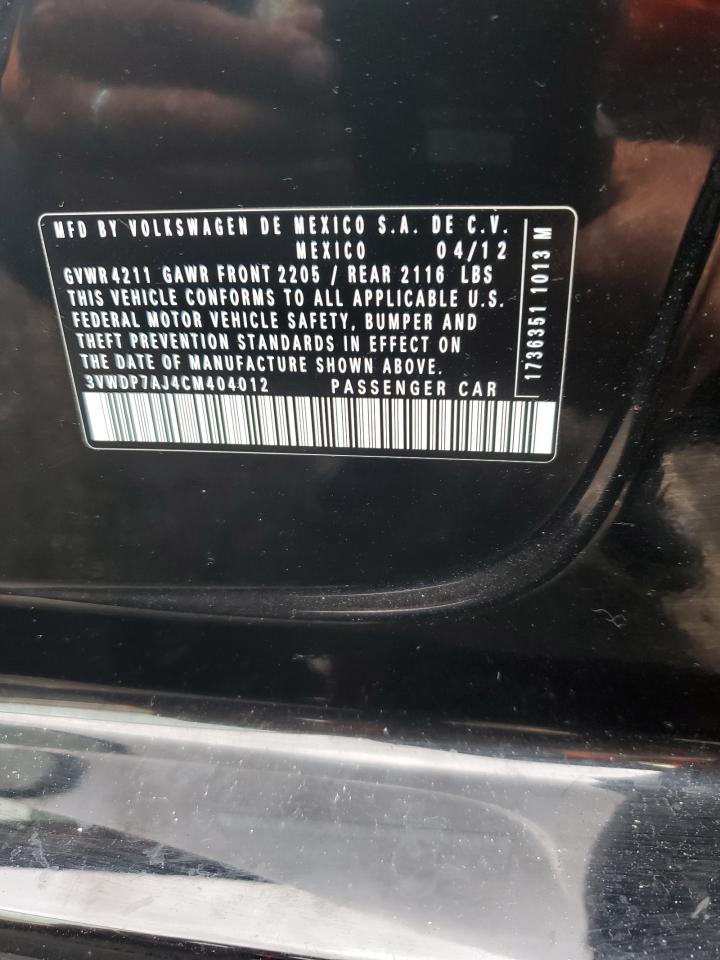 MFD BY VOLKSWAGEN DE MEXICO S.A. DE C.V.
MEXICO 04/12
GVWR 4211 GAWR FRONT 2205 / REAR 2116 LBS
THIS VEHICLE CONFORMS TO ALL APPLICABLE U.S.
FEDERAL MOTOR VEHICLE SAFETY, BUMPER AND
THEFT PREVENTION STANDARDS IN EFFECT ON
THE DATE OF MANUFACTURE SHOWN ABOVE.
3VWDP7AJ4CM404012 PASSENGER CAR
1736351 1013 M